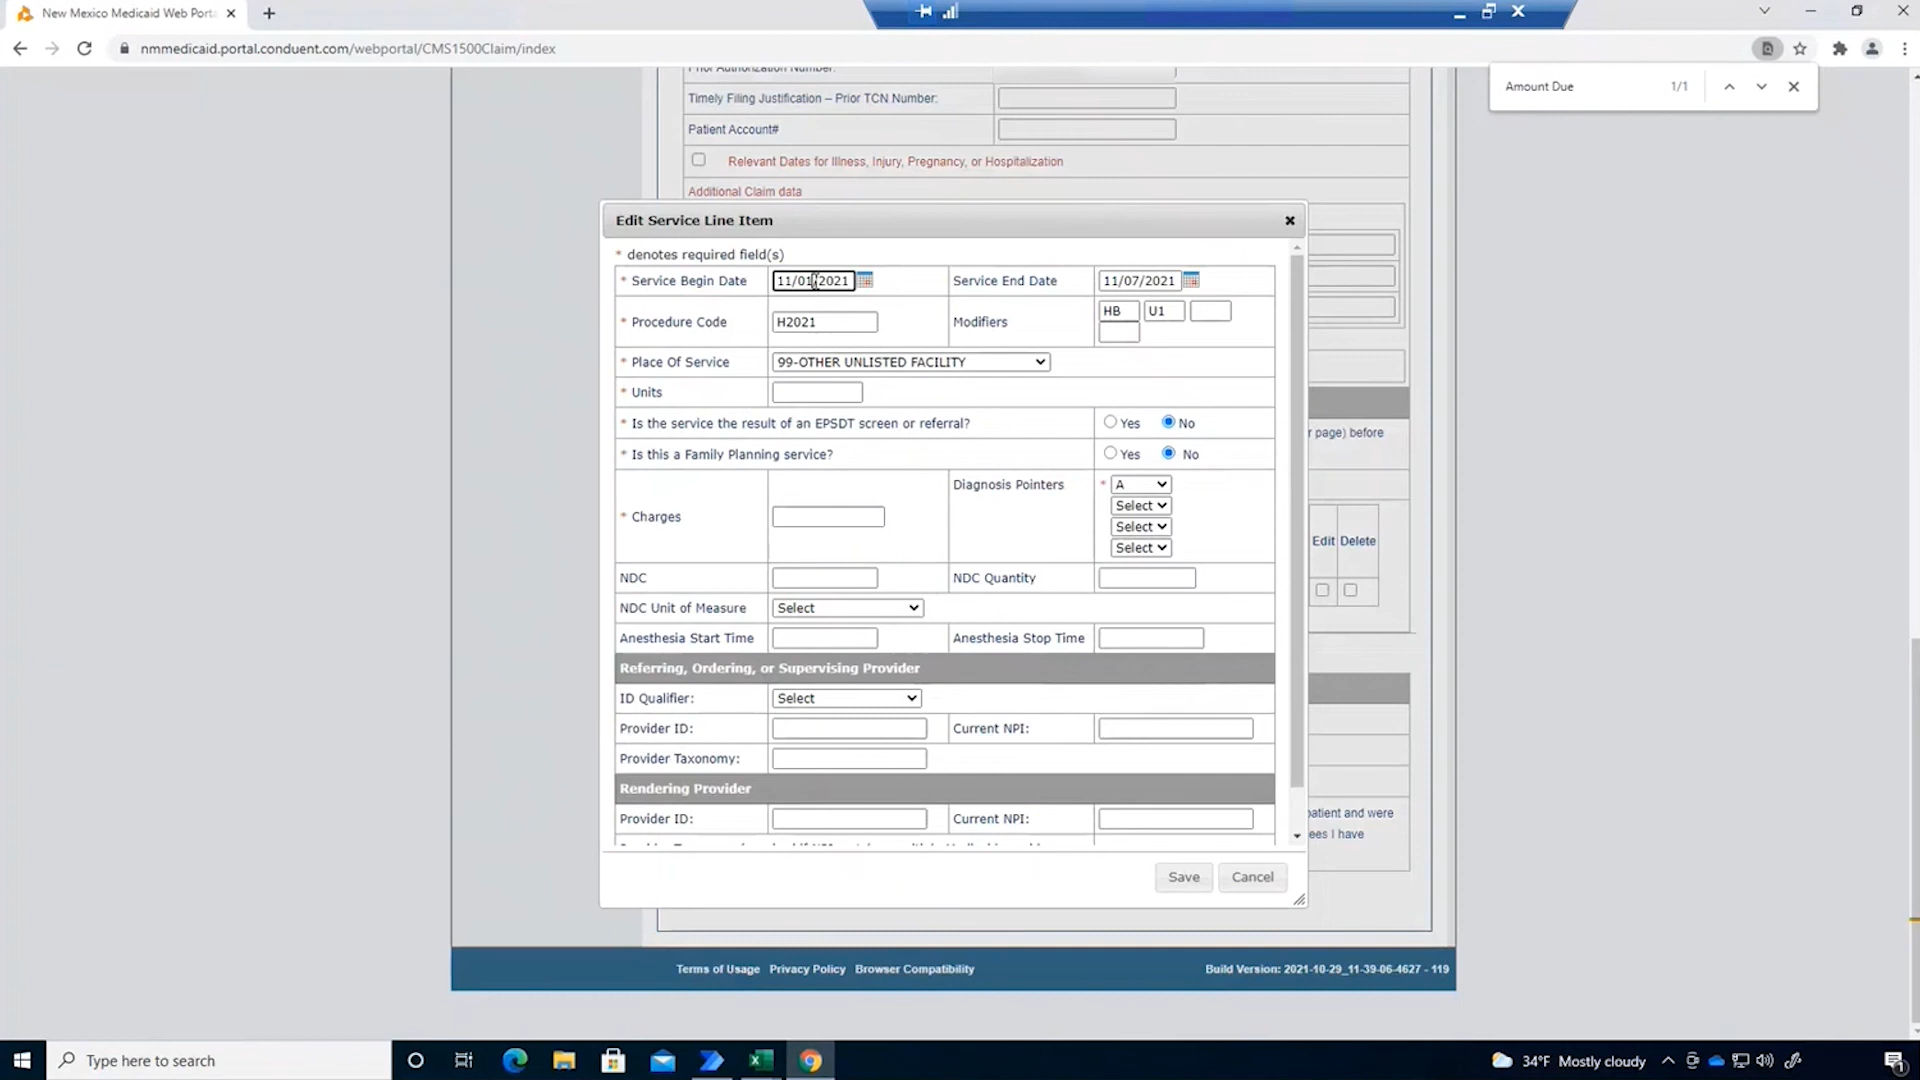 New Mexico Medicaid Web Porta
nmmedicaid.portal.conduent.com/webportal/CMS1500Claim/index
Amount Due 1/1
Prior Authorization Number:
Timely Filing Justification – Prior TCN Number:
Patient Account#
Relevant Dates for Illness, Injury, Pregnancy, or Hospitalization
Additional Claim data
Edit Service Line Item
* denotes required field(s)
* Service Begin Date 11/01/2021 Service End Date 11/07/2021
* Procedure Code H2021 Modifiers HB U1
* Place Of Service 99-OTHER UNLISTED FACILITY
* Units
* Is the service the result of an EPSDT screen or referral? Yes No
r page) before
* Is this a Family Planning service? Yes No
* Charges Diagnosis Pointers * A
Select
Select
Select
Edit Delete
NDC NDC Quantity
NDC Unit of Measure Select
Anesthesia Start Time Anesthesia Stop Time
Referring, Ordering, or Supervising Provider
ID Qualifier: Select
Provider ID: Current NPI:
Provider Taxonomy:
Rendering Provider
Provider ID: Current NPI:
patient and were
ees I have
Save Cancel
Terms of Usage Privacy Policy Browser Compatibility Build Version: 2021-10-29_11-39-06-4627 - 119
Type here to search 34°F Mostly cloudy 1